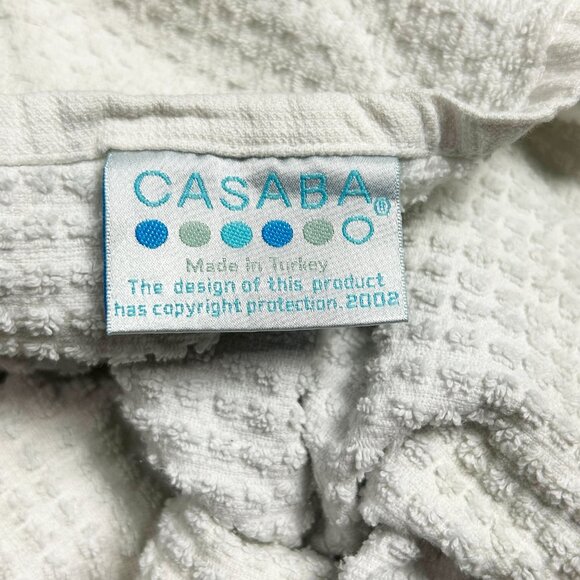 CASABA®
Made in Turkey
The design of this product
has copyright protection. 2002